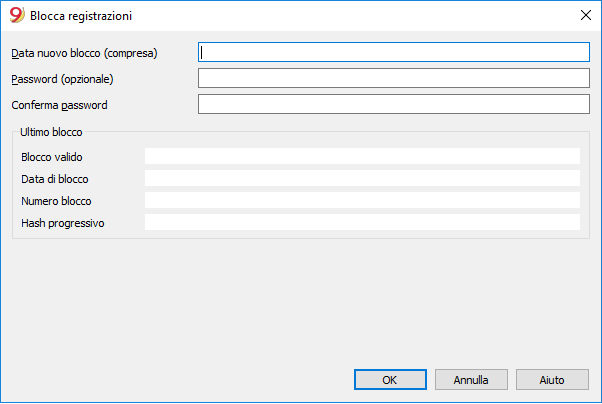 9 Blocca registrazioni
Data nuovo blocco (compresa)
Password (opzionale)
Conferma password
Ultimo blocco
Blocco valido
Data di blocco
Numero blocco
Hash progressivo
OK Annulla Aiuto